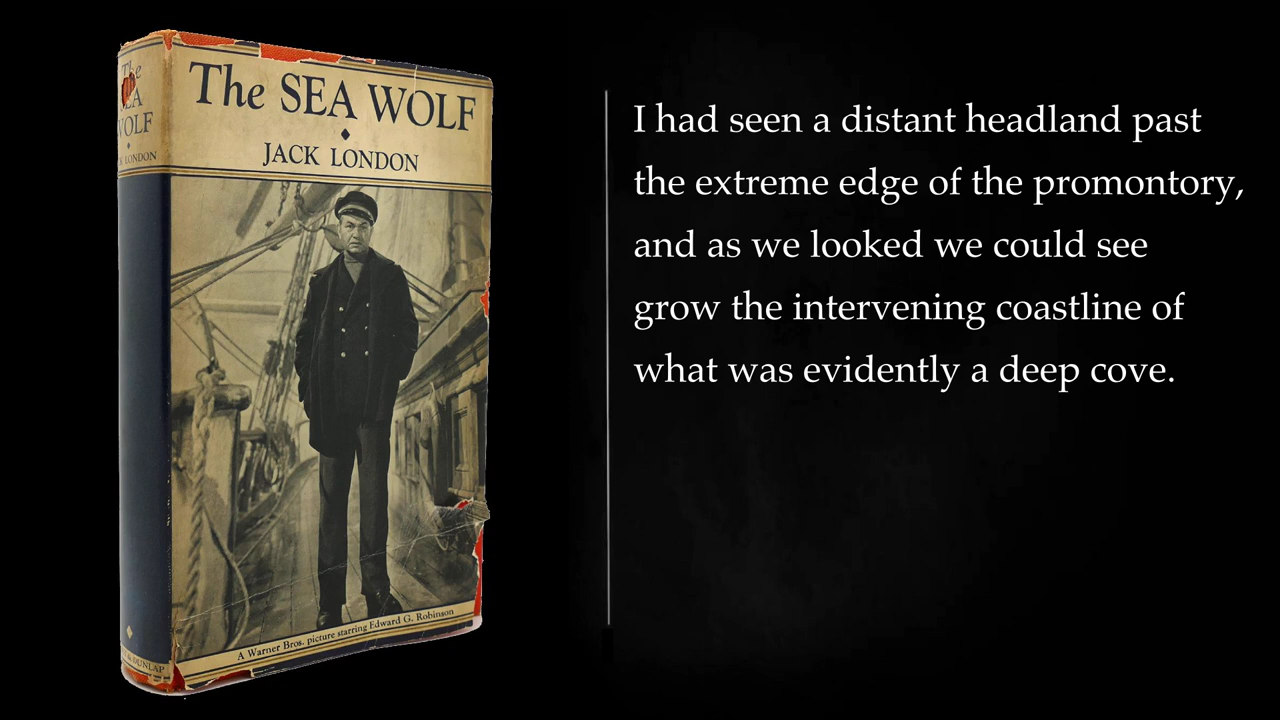 The
WOLF
LONDON
DUNLAP
The SEA WOLF
JACK LONDON
A Warner Bros. picture starring Edward G. Robinson
I had seen a distant headland past
the extreme edge of the promontory,
and as we looked we could see
grow the intervening coastline of
what was evidently a deep cove.